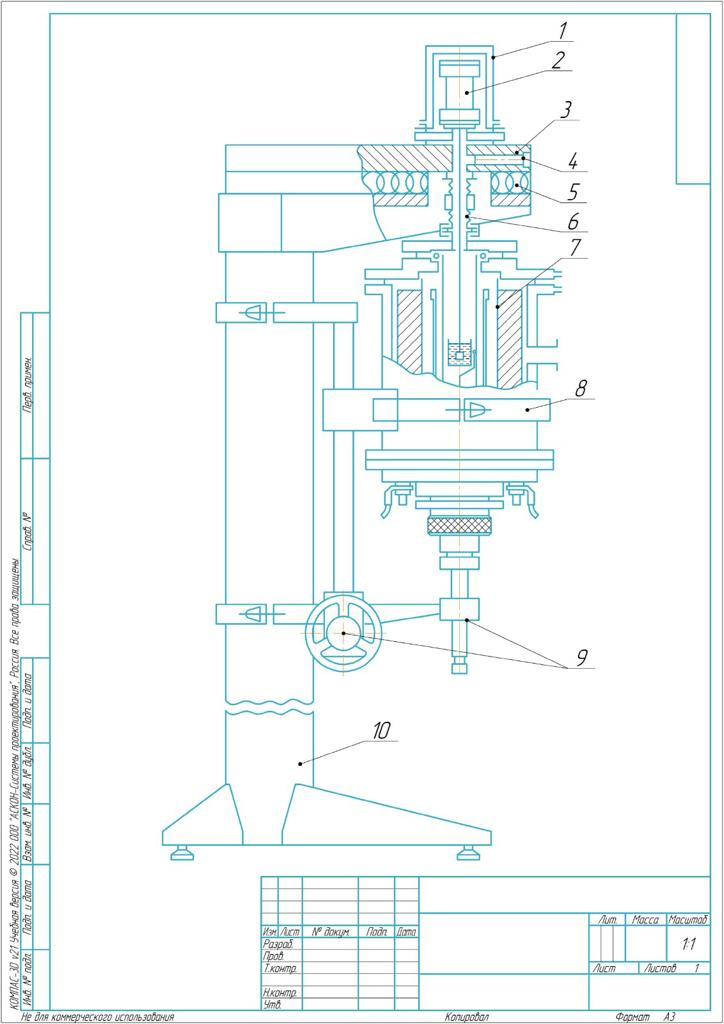 1
2
3
4
5
6
7
8
9
10
Перв. примен.
Справ. №
Подп. и дата
Инв. № дубл.
Взам. инв. №
Подп. и дата
Инв. № подл.
КОМПАС-3D v21 Учебная версия © 2022 ООО "АСКОН-Системы проектирования", Россия. Все права защищены.
Изм. Лист № докум. Подп. Дата
Разраб.
Пров.
Т.контр.
Н.контр.
Утв.
Лит. Масса Масштаб
1:1
Лист Листов 1
Не для коммерческого использования Копировал Формат А3